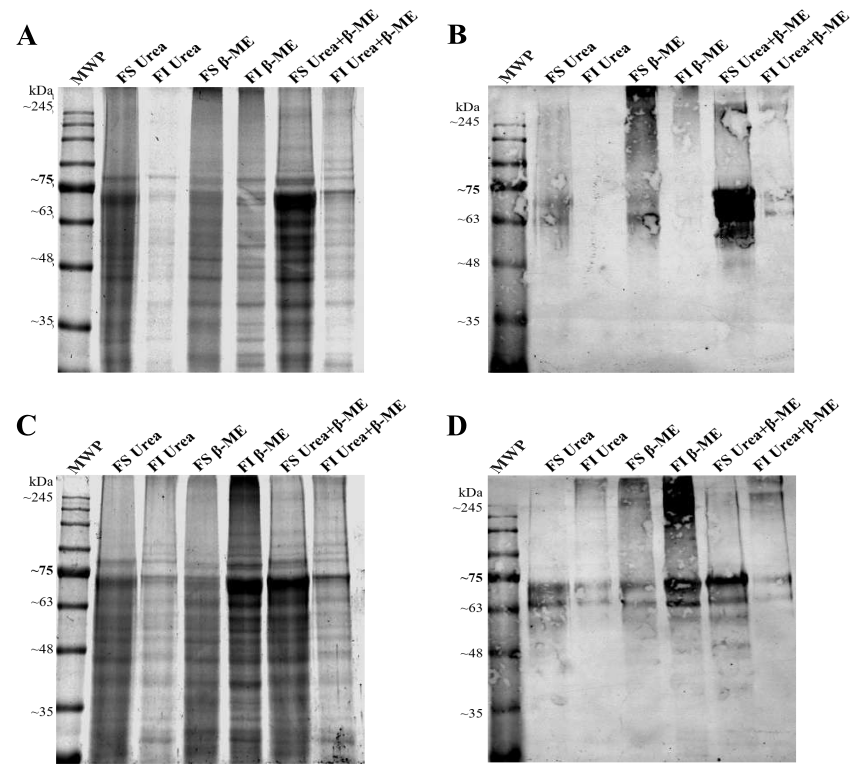 A
MWP
FS Urea
FI Urea
FS β-ME
FI β-ME
FS Urea+β-ME
FI Urea+β-ME
kDa
~245
~75
~63
~48
~35
B
MWP
FS Urea
FI Urea
FS β-ME
FI β-ME
FS Urea+β-ME
FI Urea+β-ME
kDa
~245
~75
~63
~48
~35
C
MWP
FS Urea
FI Urea
FS β-ME
FI β-ME
FS Urea+β-ME
FI Urea+β-ME
kDa
~245
~75
~63
~48
~35
D
MWP
FS Urea
FI Urea
FS β-ME
FI β-ME
FS Urea+β-ME
FI Urea+β-ME
kDa
~245
~75
~63
~48
~35